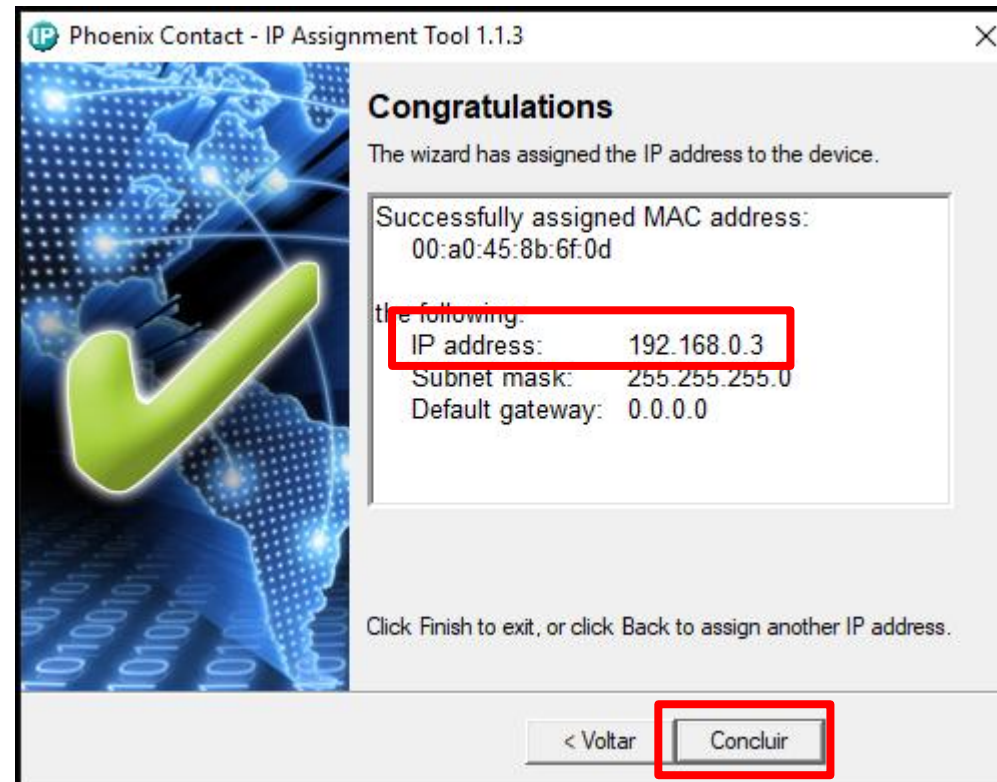 IP Phoenix Contact - IP Assignment Tool 1.1.3
Congratulations
The wizard has assigned the IP address to the device.
Successfully assigned MAC address:
00:a0:45:8b:6f:0d
the following:
IP address: 192.168.0.3
Subnet mask: 255.255.255.0
Default gateway: 0.0.0.0
Click Finish to exit, or click Back to assign another IP address.
< Voltar Concluir